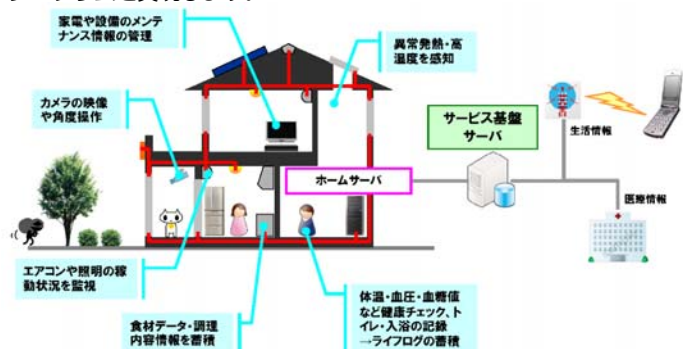 家電や設備のメンテ
ナンス情報の管理
異常発熱・高
温度を感知
カメラの映像
や角度操作
サービス基盤
サーバ
生活情報
ホームサーバ
医療情報
エアコンや照明の稼
動状況を監視
食材データ・調理
内容情報を蓄積
体温・血圧・血糖値
など健康チェック、ト
イレ・入浴の記録
→ライフログの蓄積